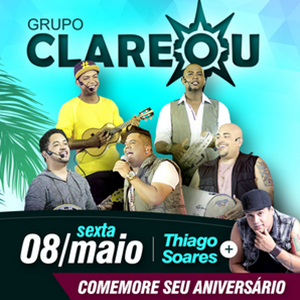 GRUPO
CLAREOU
sexta
08/maio
Thiago
Soares +
COMEMORE SEU ANIVERSÁRIO